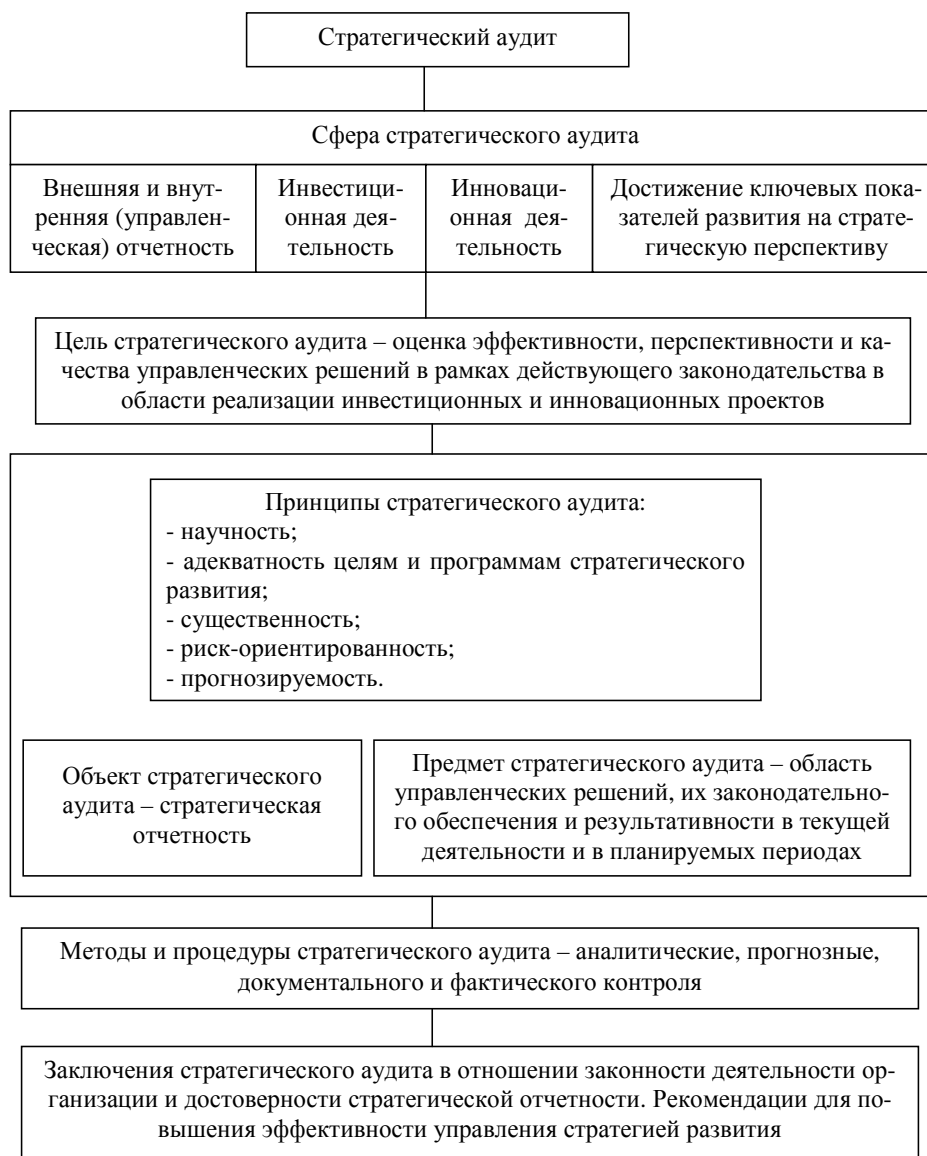 Стратегический аудит
Сфера стратегического аудита
Внешняя и внут-
ренняя (управлен-
ческая) отчетность
Инвестици-
онная дея-
тельность
Инноваци-
онная дея-
тельность
Достижение ключевых пока-
зателей развития на страте-
гическую перспективу
Цель стратегического аудита – оценка эффективности, перспективности и ка-
чества управленческих решений в рамках действующего законодательства в
области реализации инвестиционных и инновационных проектов
Принципы стратегического аудита:
- научность;
- адекватность целям и программам стратегического
развития;
- существенность;
- риск-ориентированность;
- прогнозируемость.
Объект стратегического
аудита – стратегическая
отчетность
Предмет стратегического аудита – область
управленческих решений, их законодательно-
го обеспечения и результативности в текущей
деятельности и в планируемых периодах
Методы и процедуры стратегического аудита – аналитические, прогнозные,
документального и фактического контроля
Заключения стратегического аудита в отношении законности деятельности ор-
ганизации и достоверности стратегической отчетности. Рекомендации для по-
вышения эффективности управления стратегией развития